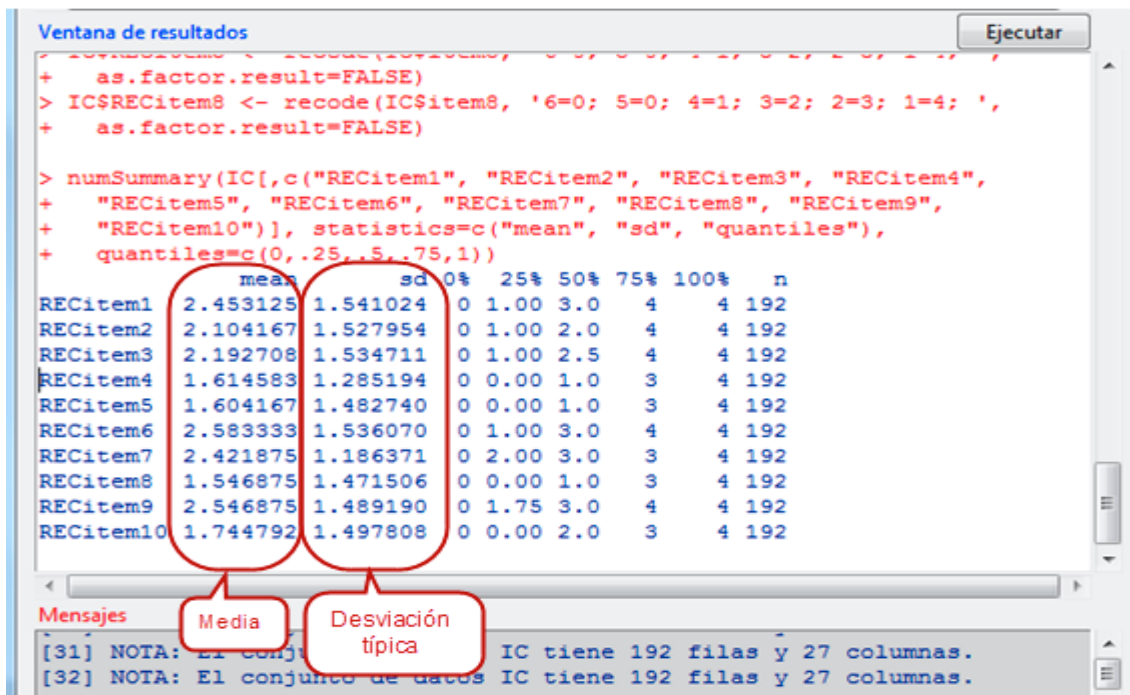 Ventana de resultados
Ejecutar
+    as.factor.result=FALSE)
> IC$RECitem8 <- recode(IC$item8, '6=0; 5=0; 4=1; 3=2; 2=3; 1=4; ',
+    as.factor.result=FALSE)
> numSummary(IC[,c("RECitem1", "RECitem2", "RECitem3", "RECitem4",
+    "RECitem5", "RECitem6", "RECitem7", "RECitem8", "RECitem9",
+    "RECitem10")], statistics=c("mean", "sd", "quantiles"),
+    quantiles=c(0,.25,.5,.75,1))
mean sd 0% 25% 50% 75% 100% n
RECitem1 2.453125 1.541024 0 1.00 3.0 4 4 192
RECitem2 2.104167 1.527954 0 1.00 2.0 4 4 192
RECitem3 2.192708 1.534711 0 1.00 2.5 4 4 192
RECitem4 1.614583 1.285194 0 0.00 1.0 3 4 192
RECitem5 1.604167 1.482740 0 0.00 1.0 3 4 192
RECitem6 2.583333 1.536070 0 1.00 3.0 4 4 192
RECitem7 2.421875 1.186371 0 2.00 3.0 3 4 192
RECitem8 1.546875 1.471506 0 0.00 1.0 3 4 192
RECitem9 2.546875 1.489190 0 1.75 3.0 4 4 192
RECitem10 1.744792 1.497808 0 0.00 2.0 3 4 192
Media
Desviación
típica
Mensajes
[31] NOTA: El IC tiene 192 filas y 27 columnas.
[32] NOTA: El conjunto de datos IC tiene 192 filas y 27 columnas.